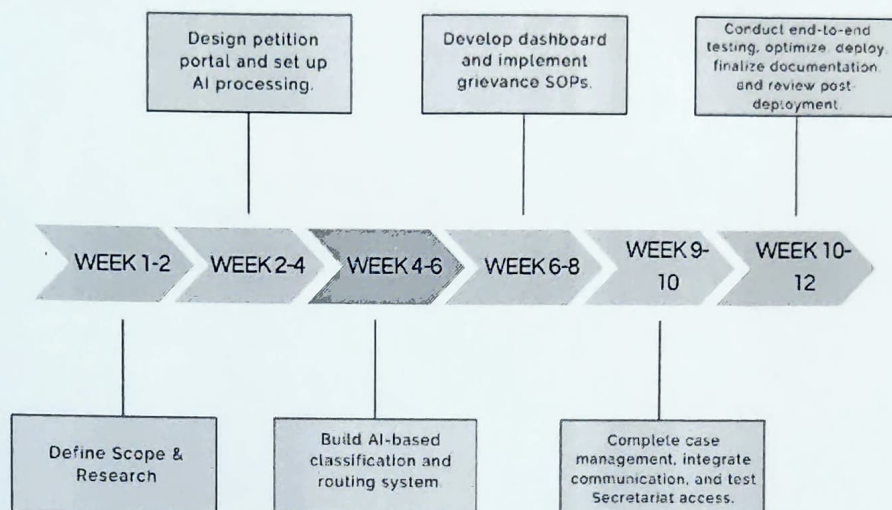 Design petition
portal and set up
AI processing.
Develop dashboard
and implement
grievance SOPs.
Conduct end-to-end
testing, optimize, deploy,
finalize documentation
and review post-
deployment.
WEEK 1-2
WEEK 2-4
WEEK 4-6
WEEK 6-8
WEEK 9-
10
WEEK 10-
12
Define Scope &
Research
Build AI-based
classification and
routing system
Complete case
management, integrate
communication, and test
Secretariat access.